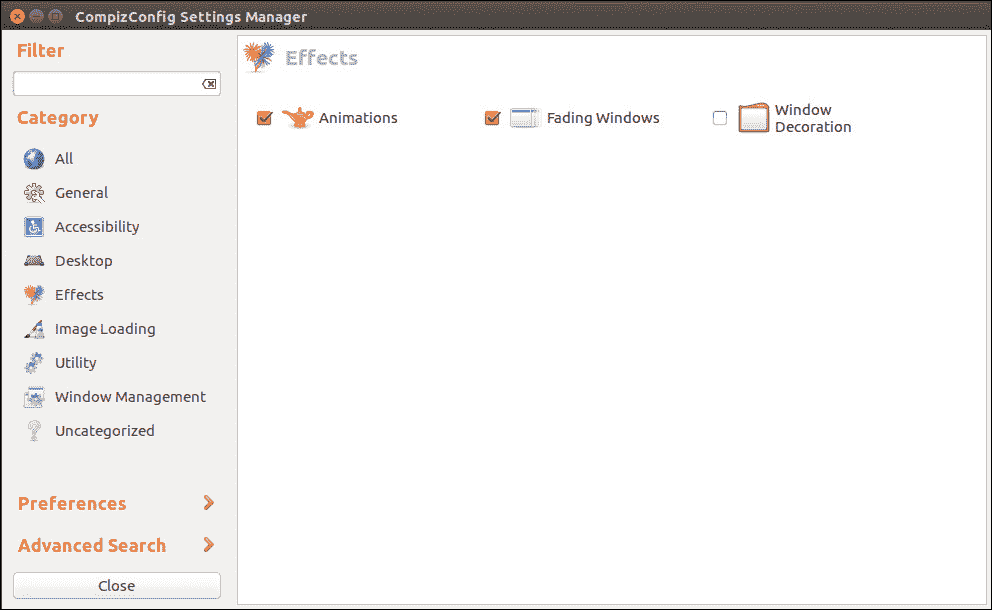 CompizConfig Settings Manager
Filter
Category
All
General
Accessibility
Desktop
Effects
Image Loading
Utility
Window Management
Uncategorized
Preferences
Advanced Search
Close
Effects
Animations
Fading Windows
Window
Decoration